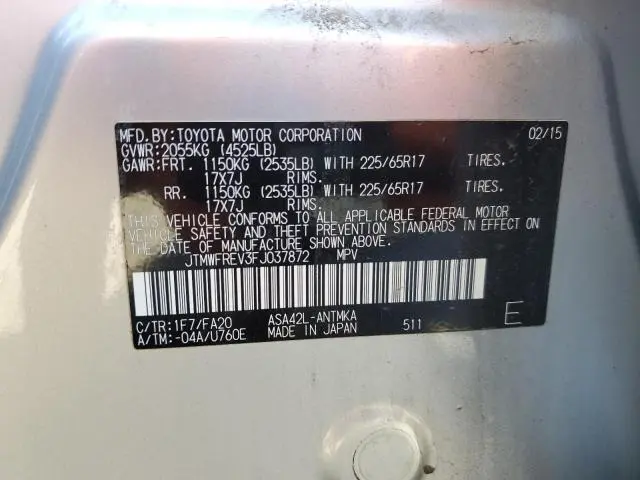 MFD.BY:TOYOTA MOTOR CORPORATION 02/15
GVWR:2055KG (4525LB)
GAWR:FRT. 1150KG (2535LB) WITH 225/65R17 TIRES.
17X7J RIMS.
RR. 1150KG (2535LB) WITH 225/65R17 TIRES.
17X7J RIMS.
THIS VEHICLE CONFORMS TO ALL APPLICABLE FEDERAL MOTOR
VEHICLE SAFETY AND THEFT PREVENTION STANDARDS IN EFFECT ON
THE DATE OF MANUFACTURE SHOWN ABOVE.
JTMWFREV3FJ037872 MPV
C/TR:1F7/FA20 ASA42L-ANTMKA
A/TM:-04A/U760E MADE IN JAPAN 511 E